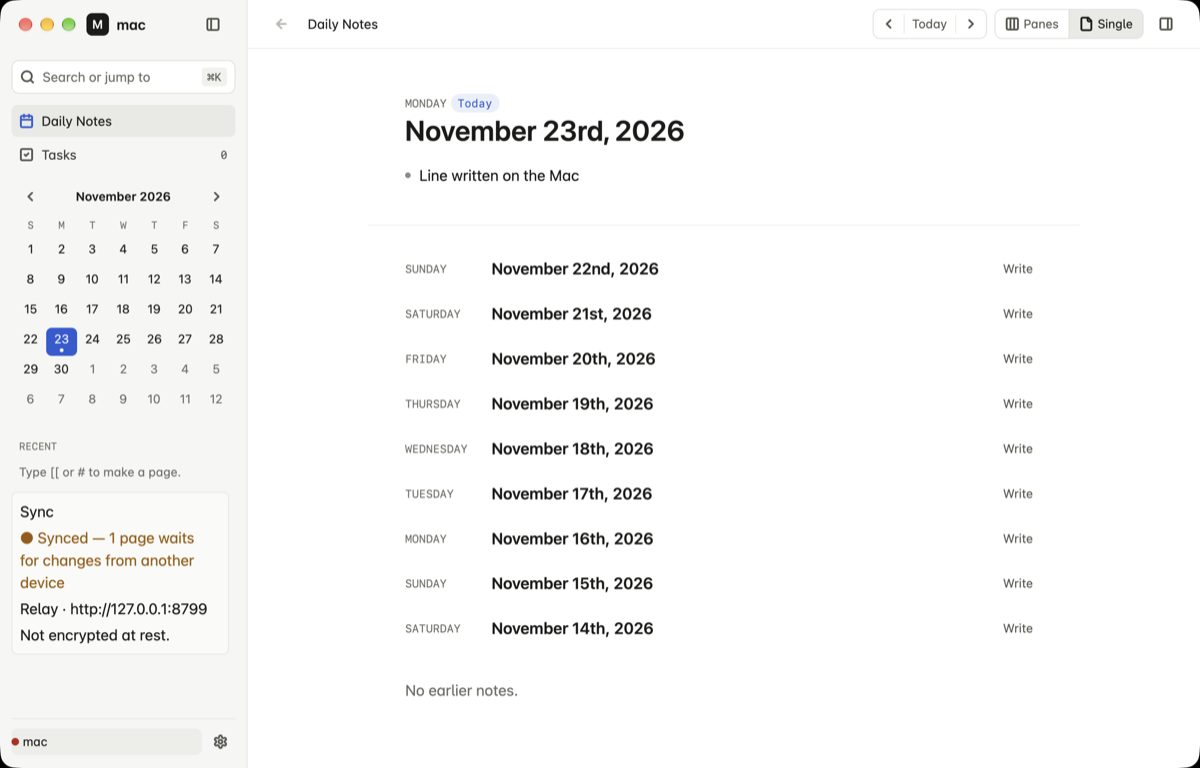 M mac
Search or jump to ⌘K
Daily Notes
Tasks 0
November 2026
S M T W T F S
1 2 3 4 5 6 7
8 9 10 11 12 13 14
15 16 17 18 19 20 21
22 23 24 25 26 27 28
29 30 1 2 3 4 5
6 7 8 9 10 11 12
RECENT
Type [[ or # to make a page.
Sync
Synced — 1 page waits
for changes from another
device
Relay · http://127.0.0.1:8799
Not encrypted at rest.
mac
Daily Notes
Today
Panes
Single
MONDAY Today
November 23rd, 2026
Line written on the Mac
SUNDAY November 22nd, 2026 Write
SATURDAY November 21st, 2026 Write
FRIDAY November 20th, 2026 Write
THURSDAY November 19th, 2026 Write
WEDNESDAY November 18th, 2026 Write
TUESDAY November 17th, 2026 Write
MONDAY November 16th, 2026 Write
SUNDAY November 15th, 2026 Write
SATURDAY November 14th, 2026 Write
No earlier notes.